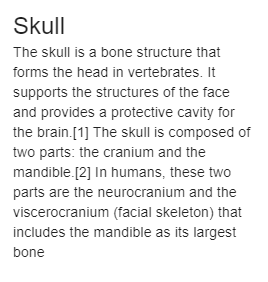 Skull
The skull is a bone structure that
forms the head in vertebrates. It
supports the structures of the face
and provides a protective cavity for
the brain.[1] The skull is composed of
two parts: the cranium and the
mandible.[2] In humans, these two
parts are the neurocranium and the
viscerocranium (facial skeleton) that
includes the mandible as its largest
bone